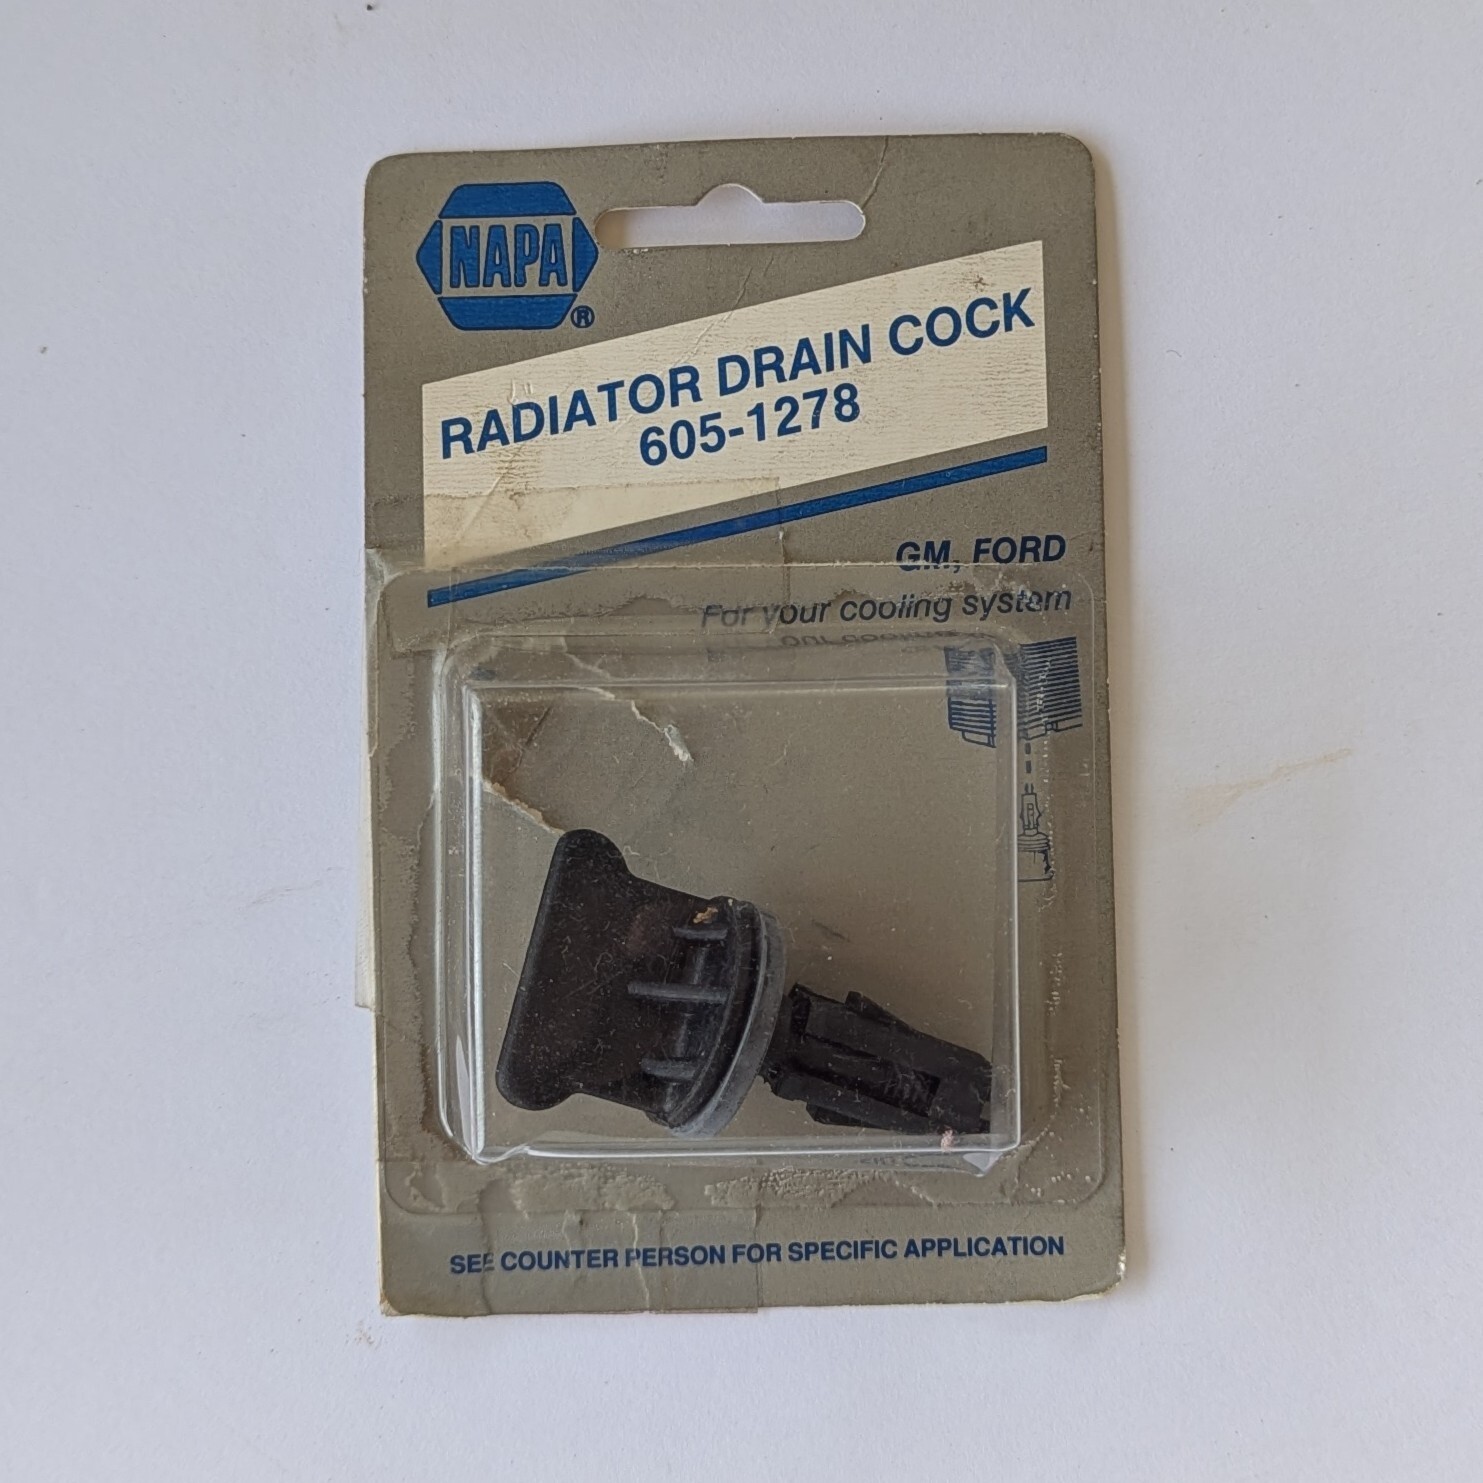 NAPA®
RADIATOR DRAIN COCK
605-1278
GM, FORD
For your cooling system
SEE COUNTER PERSON FOR SPECIFIC APPLICATION